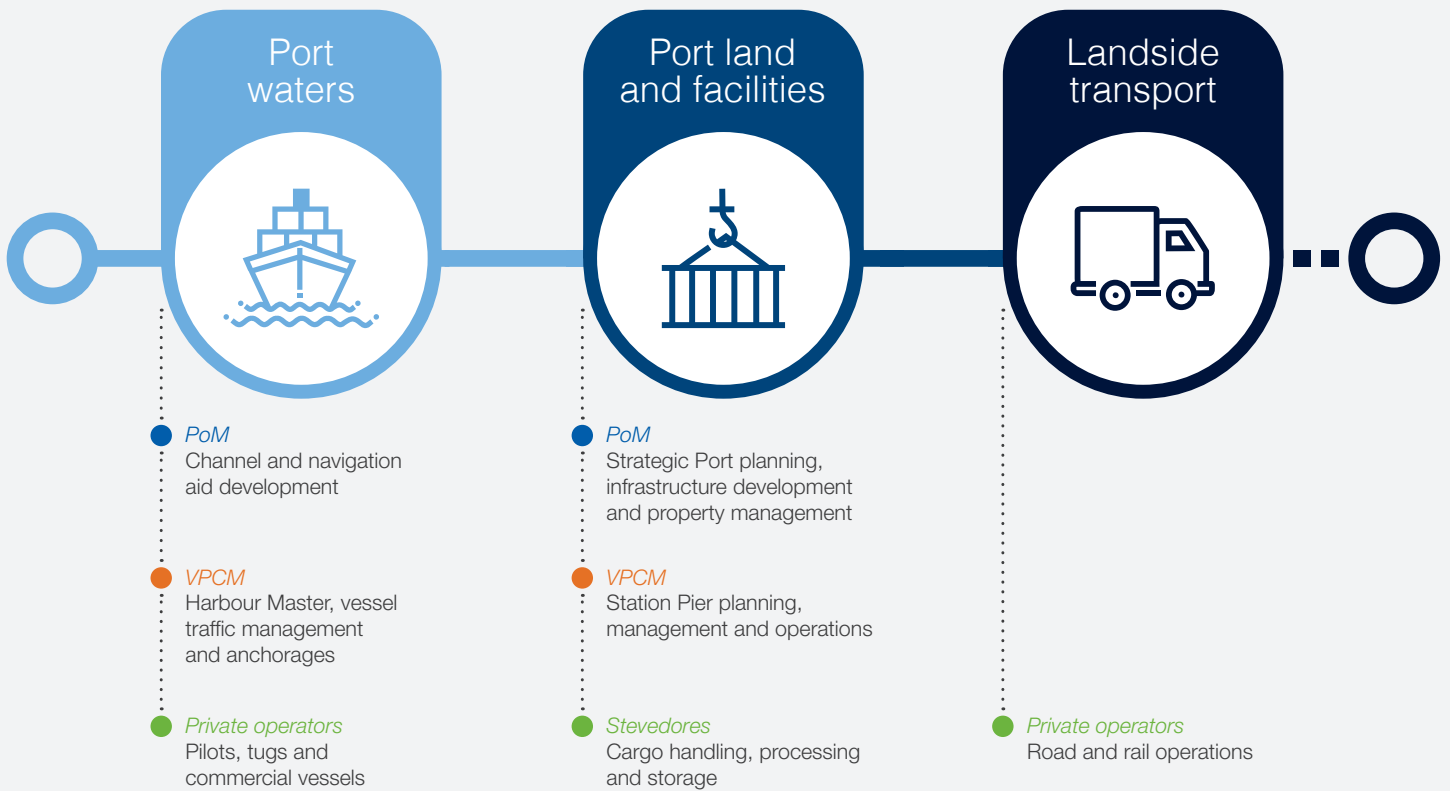 Port
waters
Port land
and facilities
Landside
transport
PoM
Channel and navigation
aid development
VPCM
Harbour Master, vessel
traffic management
and anchorages
Private operators
Pilots, tugs and
commercial vessels
PoM
Strategic Port planning,
infrastructure development
and property management
VPCM
Station Pier planning,
management and operations
Stevedores
Cargo handling, processing
and storage
Private operators
Road and rail operations